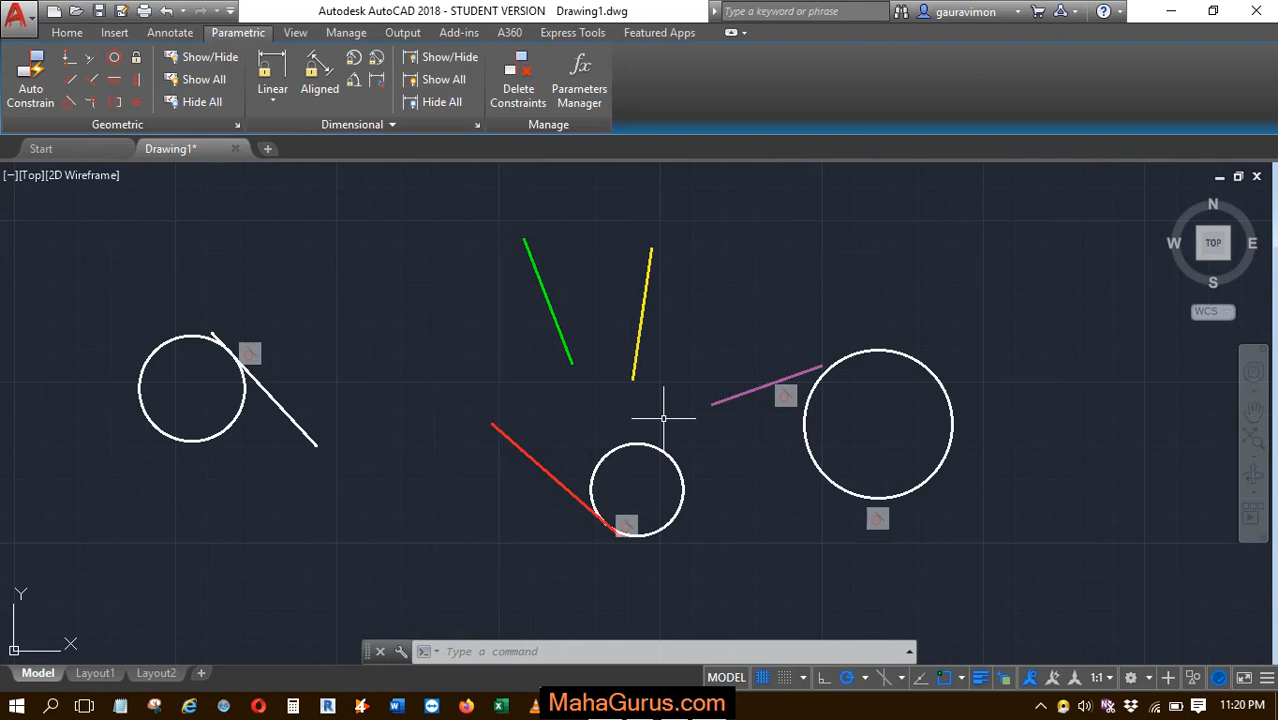 Autodesk AutoCAD 2018 - STUDENT VERSION Drawing1.dwg
Type a keyword or phrase
gauravimon
Home Insert Annotate Parametric View Manage Output Add-ins A360 Express Tools Featured Apps
Auto Constrain
Show/Hide
Show All
Hide All
Geometric
Linear
Aligned
Show/Hide
Show All
Hide All
Dimensional
Delete Constraints
fx
Parameters Manager
Manage
Start
Drawing1*
[−][Top][2D Wireframe]
N
W TOP E
S
WCS
Y
X
Type a command
Model Layout1 Layout2
MODEL
1:1
MahaGurus.com
11:20 PM